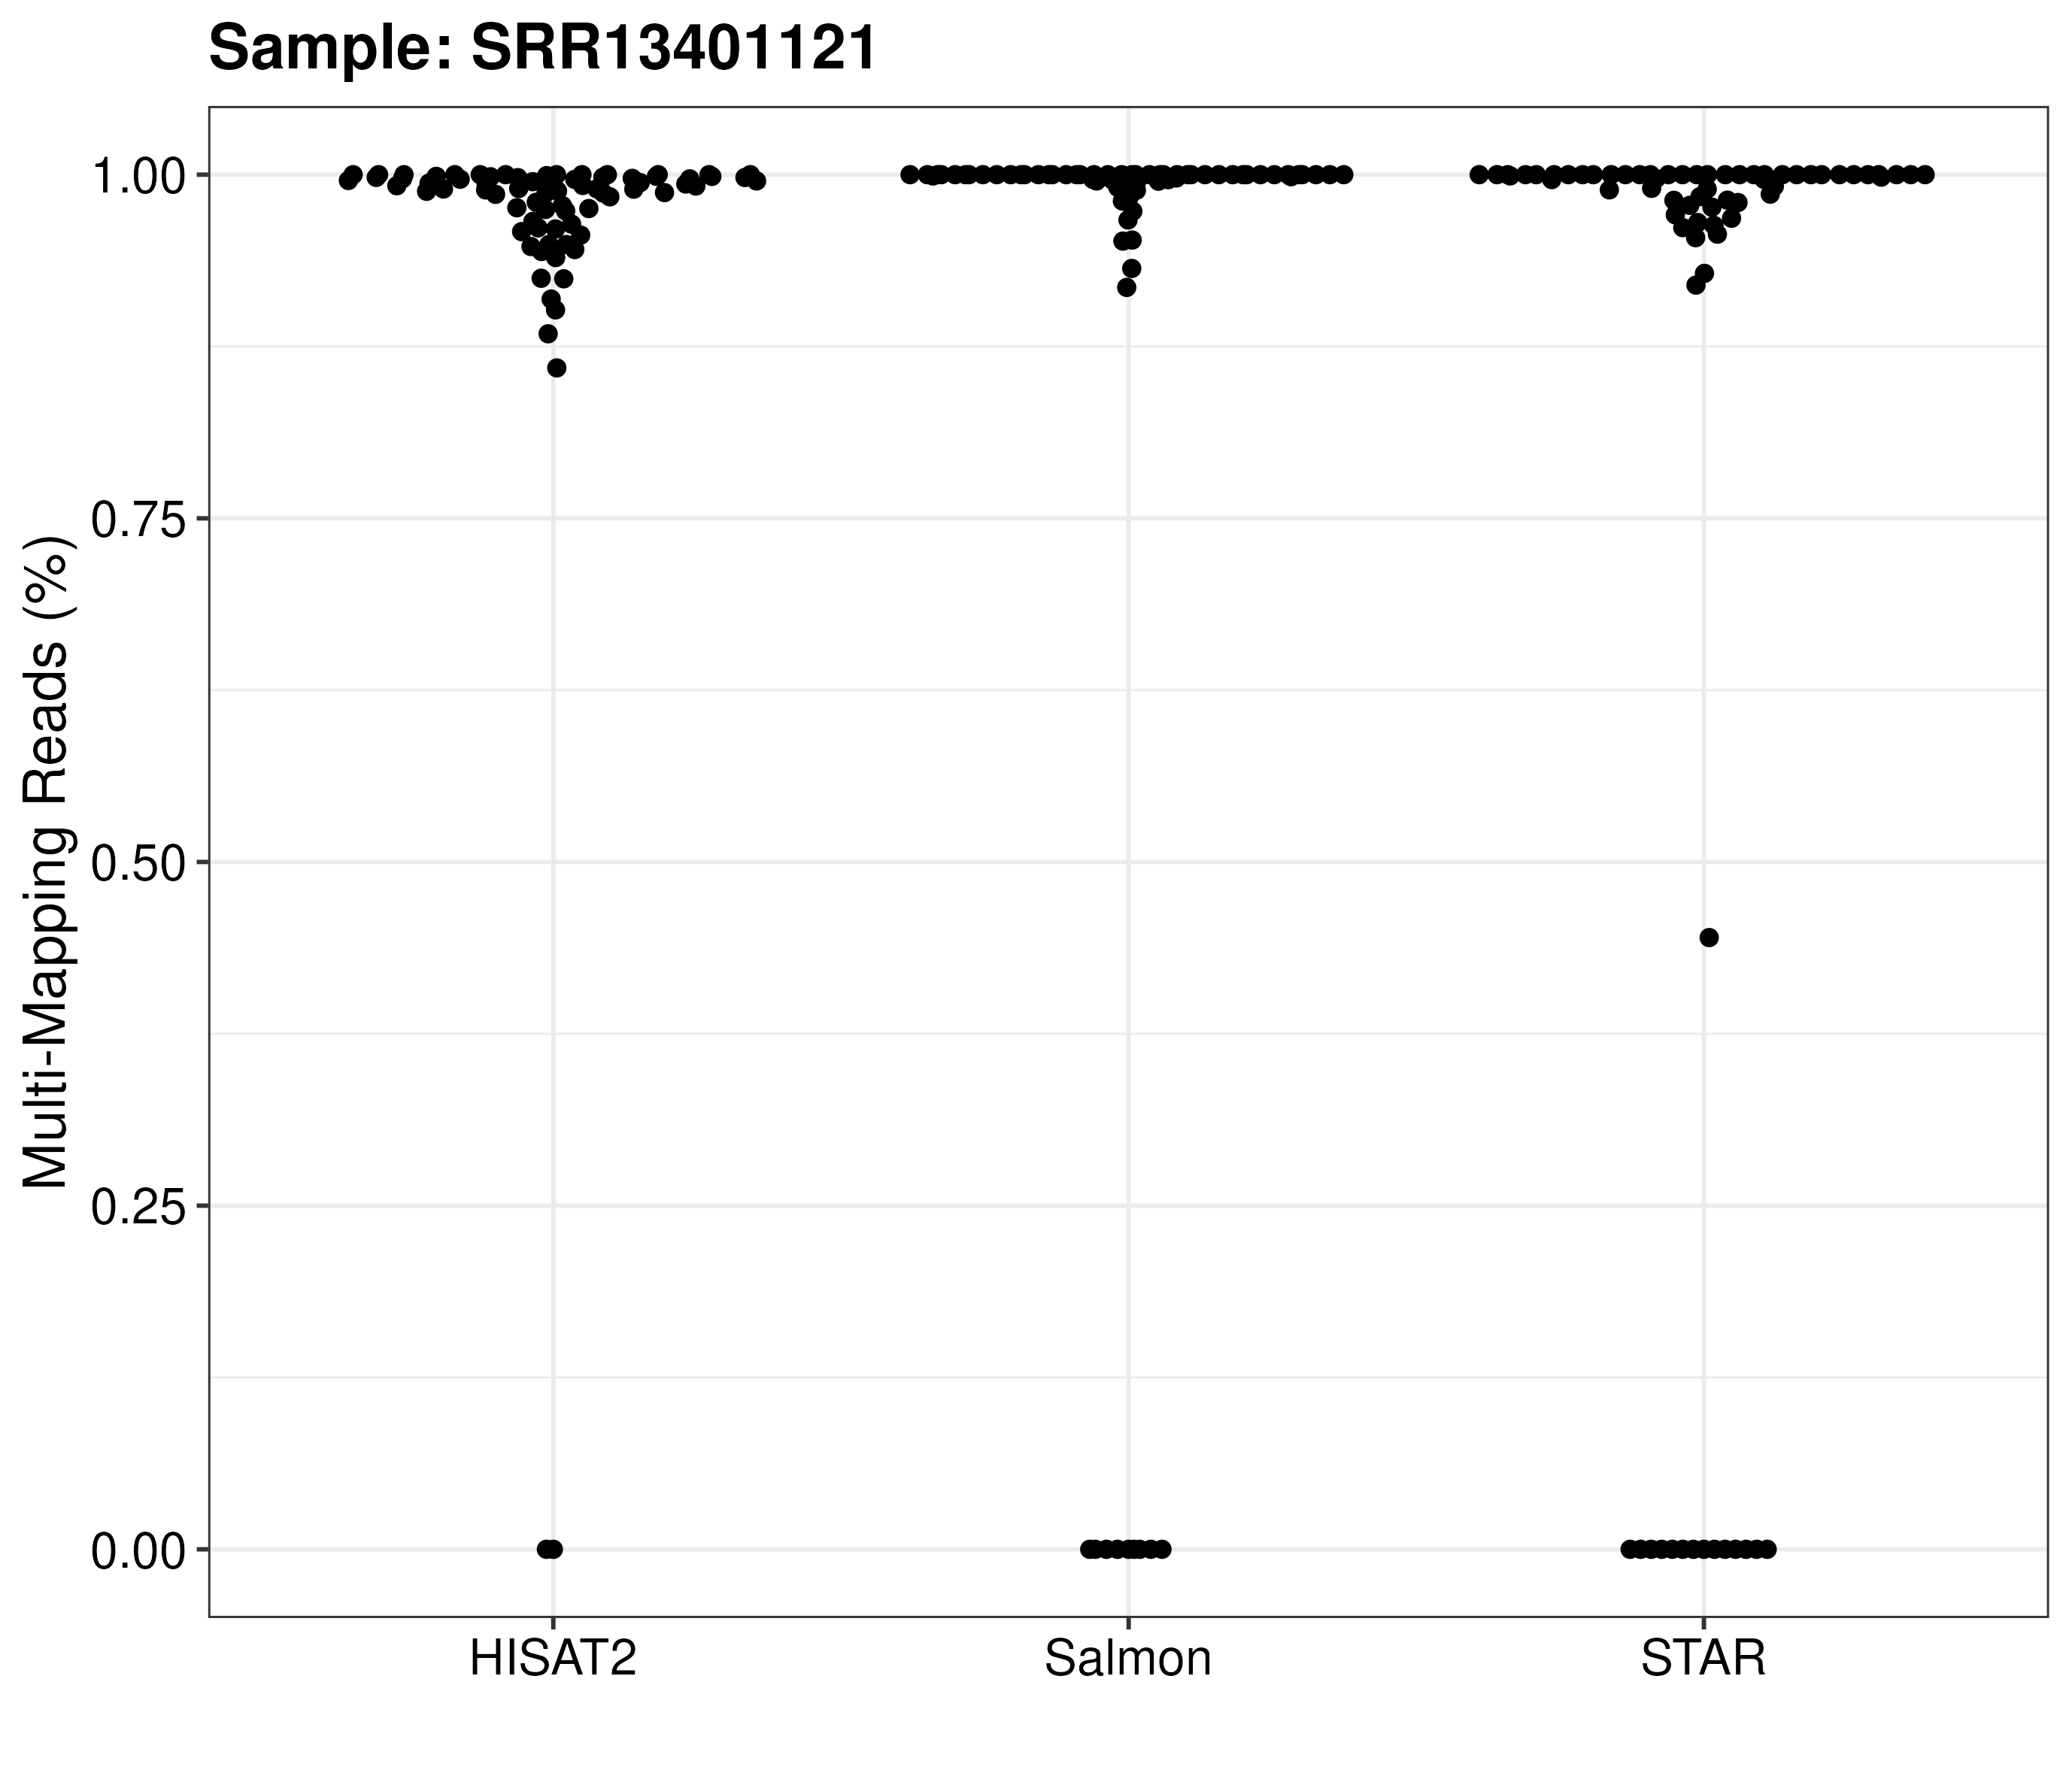 Sample: SRR13401121
Multi-Mapping Reads (%)
1.00
0.75
0.50
0.25
0.00
HISAT2
Salmon
STAR